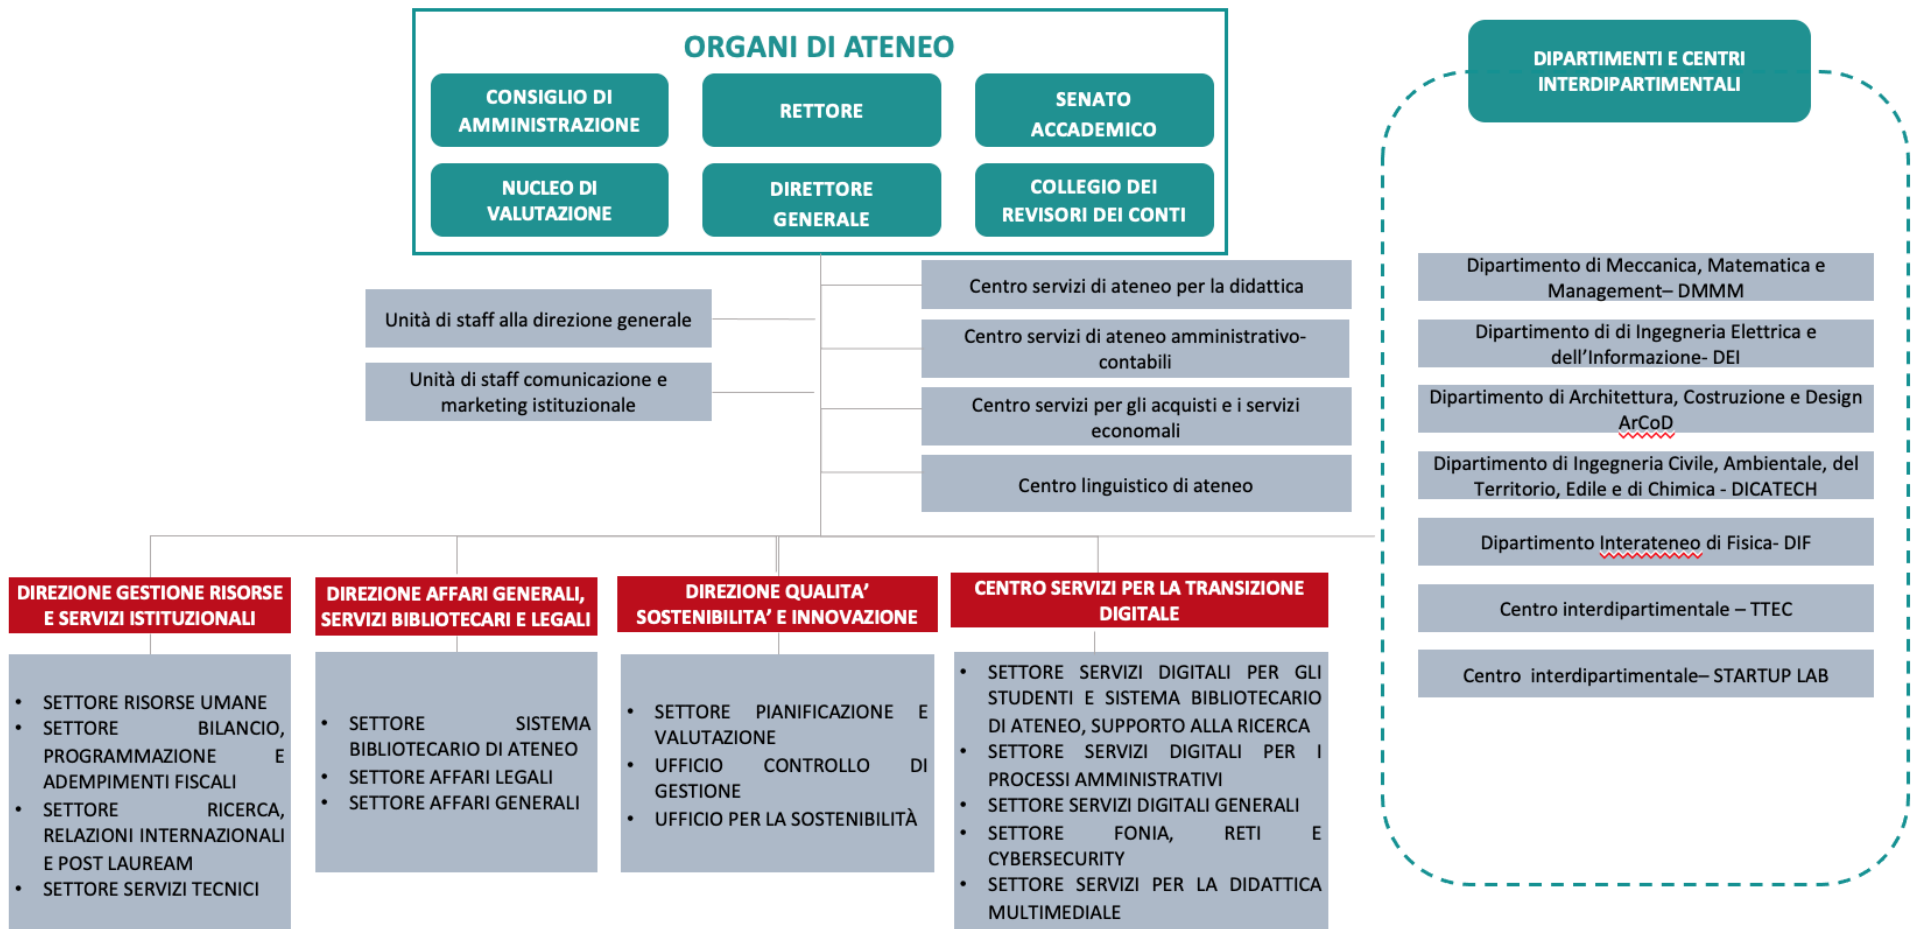 ORGANI DI ATENEO
CONSIGLIO DI
AMMINISTRAZIONE
RETTORE
SENATO
ACCADEMICO
NUCLEO DI
VALUTAZIONE
DIRETTORE
GENERALE
COLLEGIO DEI
REVISORI DEI CONTI
Unità di staff alla direzione generale
Unità di staff comunicazione e
marketing istituzionale
Centro servizi di ateneo per la didattica
Centro servizi di ateneo amministrativo-
contabili
Centro servizi per gli acquisti e i servizi
economali
Centro linguistico di ateneo
DIREZIONE GESTIONE RISORSE
E SERVIZI ISTITUZIONALI
• SETTORE RISORSE UMANE
• SETTORE BILANCIO,
PROGRAMMAZIONE E
ADEMPIMENTI FISCALI
• SETTORE RICERCA,
RELAZIONI INTERNAZIONALI
E POST LAUREAM
• SETTORE SERVIZI TECNICI
DIREZIONE AFFARI GENERALI,
SERVIZI BIBLIOTECARI E LEGALI
• SETTORE SISTEMA
BIBLIOTECARIO DI ATENEO
• SETTORE AFFARI LEGALI
• SETTORE AFFARI GENERALI
DIREZIONE QUALITA’
SOSTENIBILITA’ E INNOVAZIONE
• SETTORE PIANIFICAZIONE E
VALUTAZIONE
• UFFICIO CONTROLLO DI
GESTIONE
• UFFICIO PER LA SOSTENIBILITÀ
CENTRO SERVIZI PER LA TRANSIZIONE
DIGITALE
• SETTORE SERVIZI DIGITALI PER GLI
STUDENTI E SISTEMA BIBLIOTECARIO
DI ATENEO, SUPPORTO ALLA RICERCA
• SETTORE SERVIZI DIGITALI PER I
PROCESSI AMMINISTRATIVI
• SETTORE SERVIZI DIGITALI GENERALI
• SETTORE FONIA, RETI E
CYBERSECURITY
• SETTORE SERVIZI PER LA DIDATTICA
MULTIMEDIALE
DIPARTIMENTI E CENTRI
INTERDIPARTIMENTALI
Dipartimento di Meccanica, Matematica e
Management– DMMM
Dipartimento di di Ingegneria Elettrica e
dell’Informazione- DEI
Dipartimento di Architettura, Costruzione e Design
ArCoD
Dipartimento di Ingegneria Civile, Ambientale, del
Territorio, Edile e di Chimica - DICATECH
Dipartimento Interateneo di Fisica- DIF
Centro interdipartimentale – TTEC
Centro interdipartimentale– STARTUP LAB